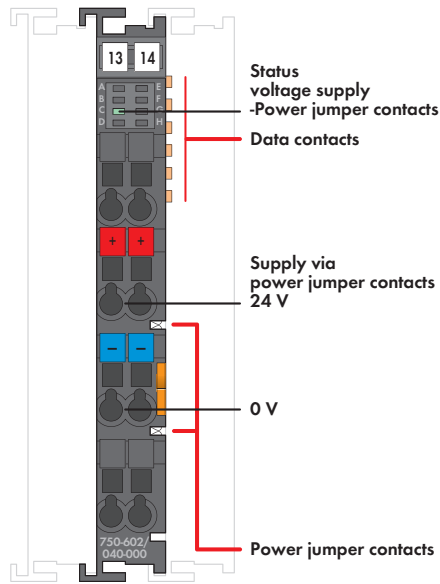 13 14
A E
B F
C G
D H
Status
voltage supply
-Power jumper contacts
Data contacts
+ +
Supply via
power jumper contacts
24 V
− −
0 V
750-602/
040-000
Power jumper contacts